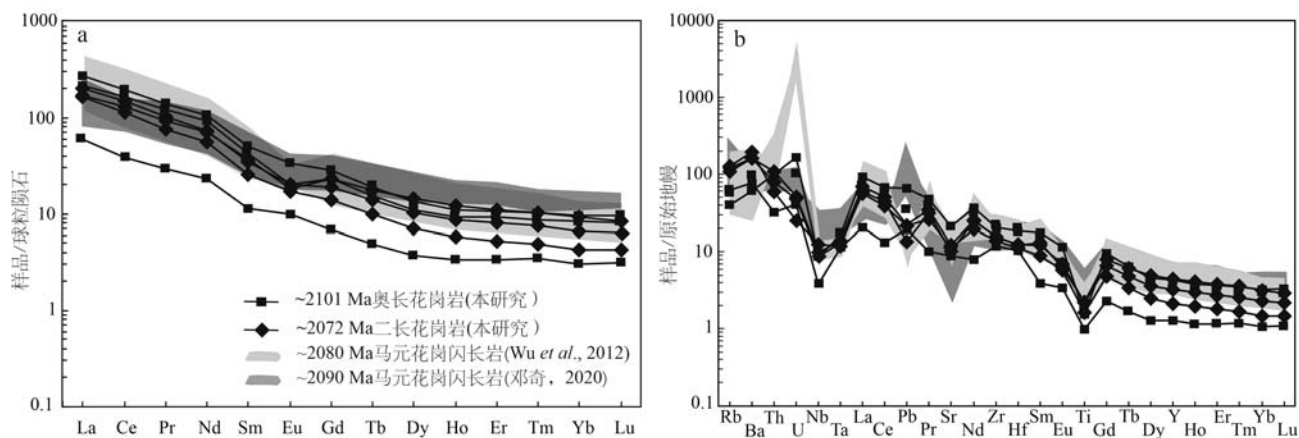 1000
100
10
1
0.1
样品/球粒陨石
a
~2101 Ma奥长花岗岩(本研究)
~2072 Ma二长花岗岩(本研究)
~2080 Ma马元花岗闪长岩(Wu et al., 2012)
~2090 Ma马元花岗闪长岩(邓奇，2020)
La Ce Pr Nd Sm Eu Gd Tb Dy Ho Er Tm Yb Lu
10000
1000
100
10
1
0.1
样品/原始地幔
b
Rb Th Nb La Pb Sr Zr Sm Ti Tb Y Er Yb
Ba U Ta Ce Pr Nd Hf Eu Gd Dy Ho Tm Lu